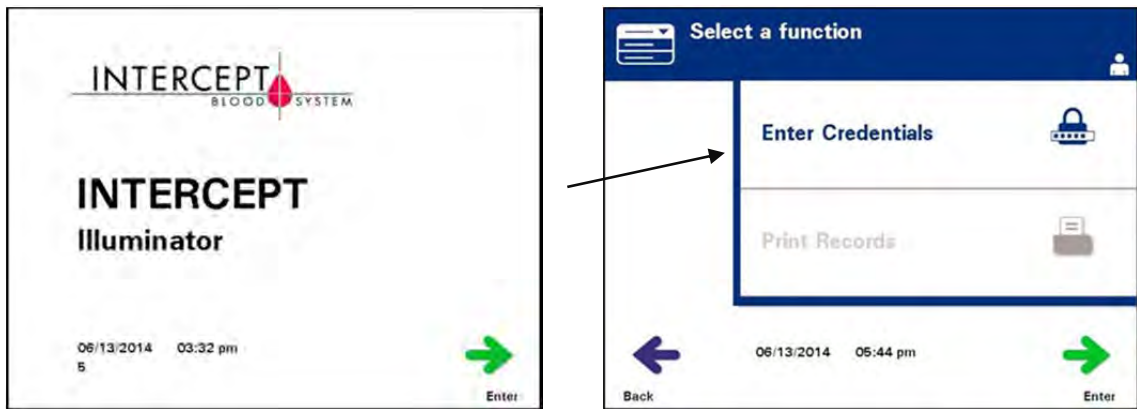 INTERCEPT
BLOOD SYSTEM
INTERCEPT
Illuminator
06/13/2014 03:32 pm
5
Enter
Select a function
Enter Credentials
Print Records
06/13/2014 05:44 pm
Back
Enter